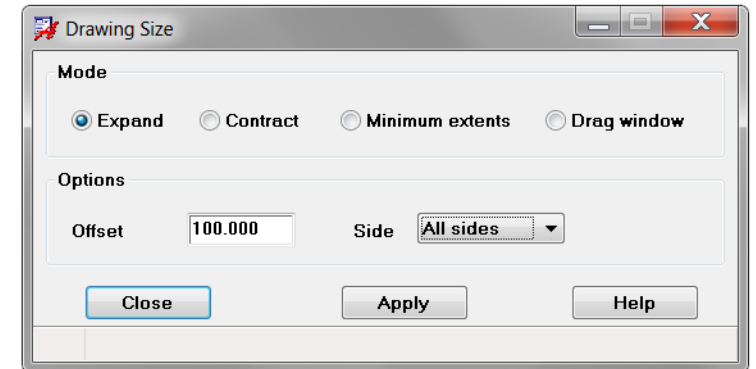 Drawing Size
Mode
Expand Contract Minimum extents Drag window
Options
Offset 100.000 Side All sides
Close Apply Help